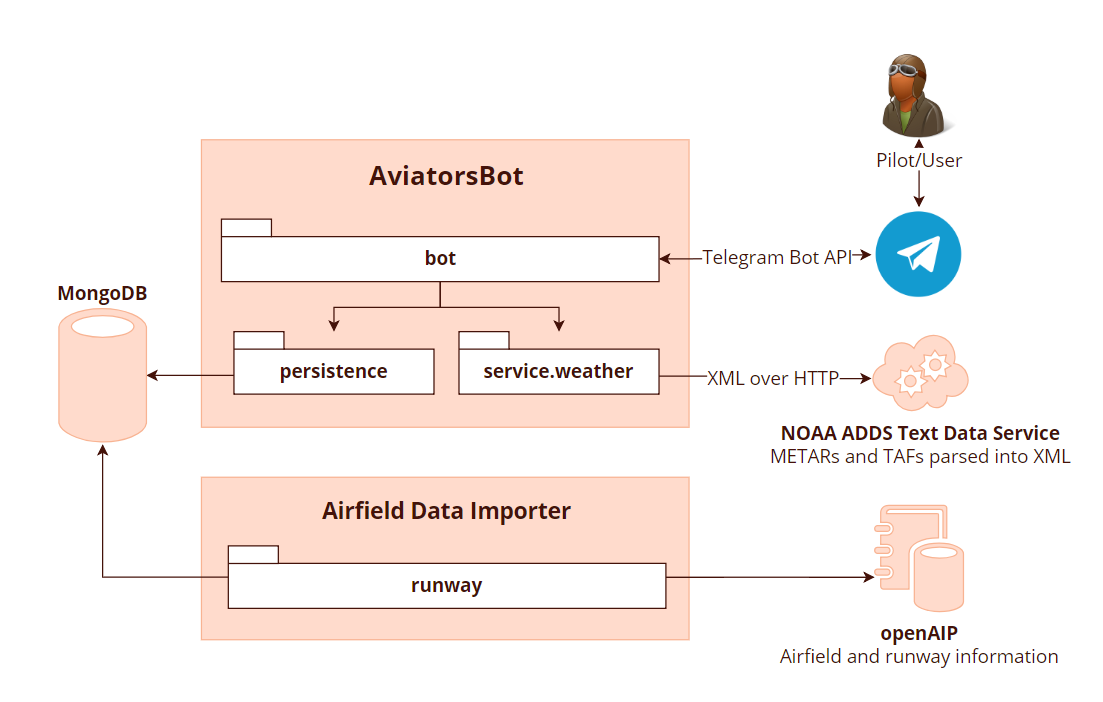 Pilot/User
AviatorsBot
bot
Telegram Bot API
MongoDB
persistence
service.weather
XML over HTTP
NOAA ADDS Text Data Service
METARs and TAFs parsed into XML
Airfield Data Importer
runway
openAIP
Airfield and runway information